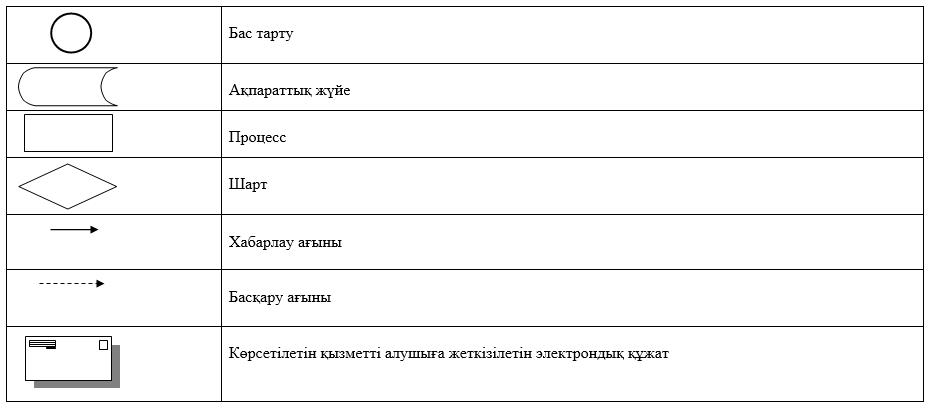 Бас тарту
Ақпараттық жүйе
Процесс
Шарт
Хабарлау ағыны
Басқару ағыны
Көрсетілетін қызметті алушыға жеткізілетін электрондық құжат